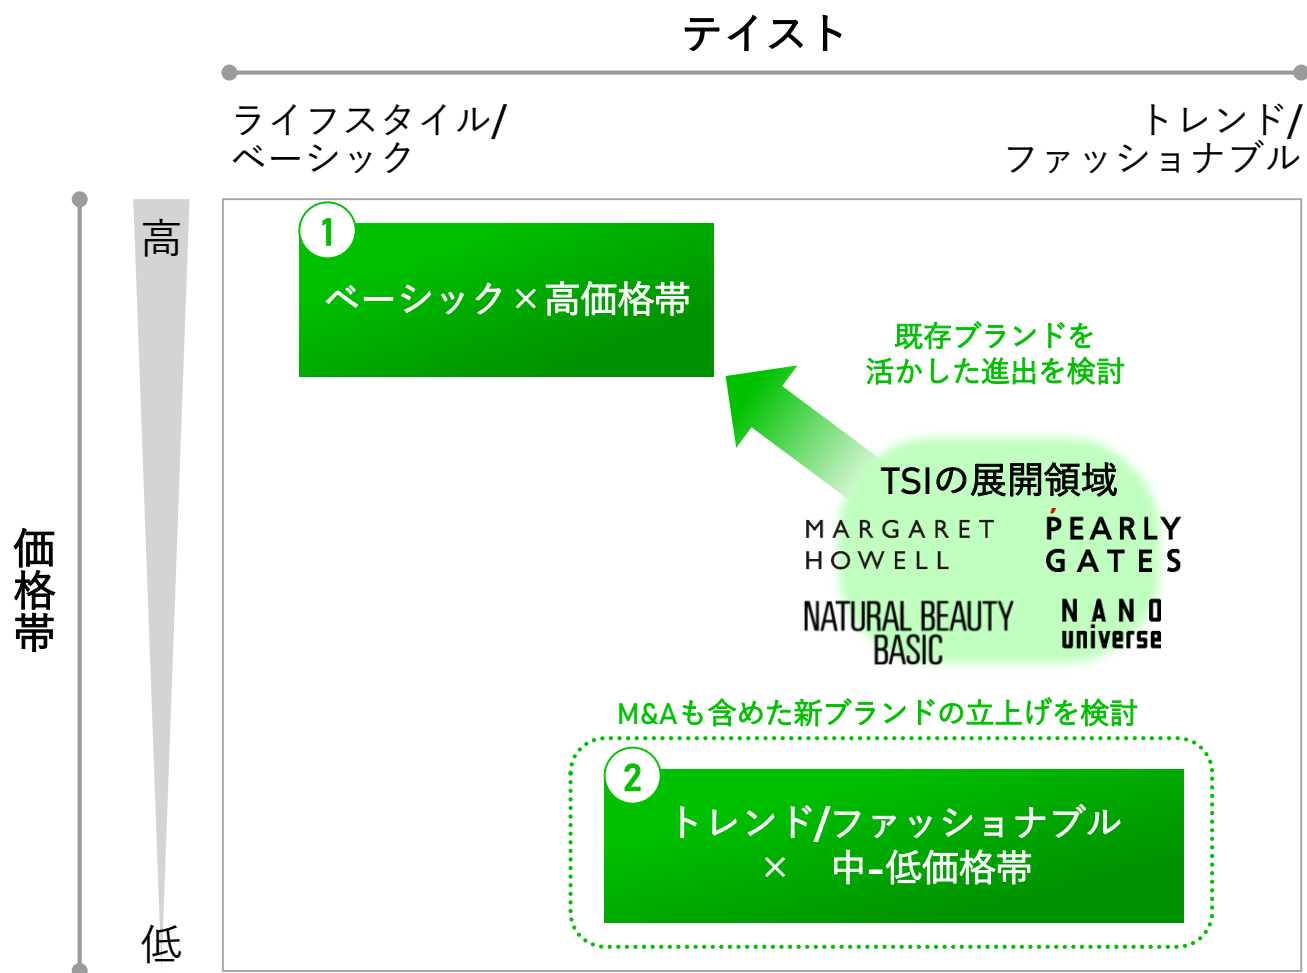 テイスト
ライフスタイル/
ベーシック
トレンド/
ファッショナブル
価格帯
高
低
1
ベーシック×高価格帯
既存ブランドを
活かした進出を検討
TSIの展開領域
MARGARET
HOWELL
PEARLY
GATES
NATURAL BEAUTY
BASIC
NANO
universe
M&Aも含めた新ブランドの立上げを検討
2
トレンド/ファッショナブル
× 中-低価格帯